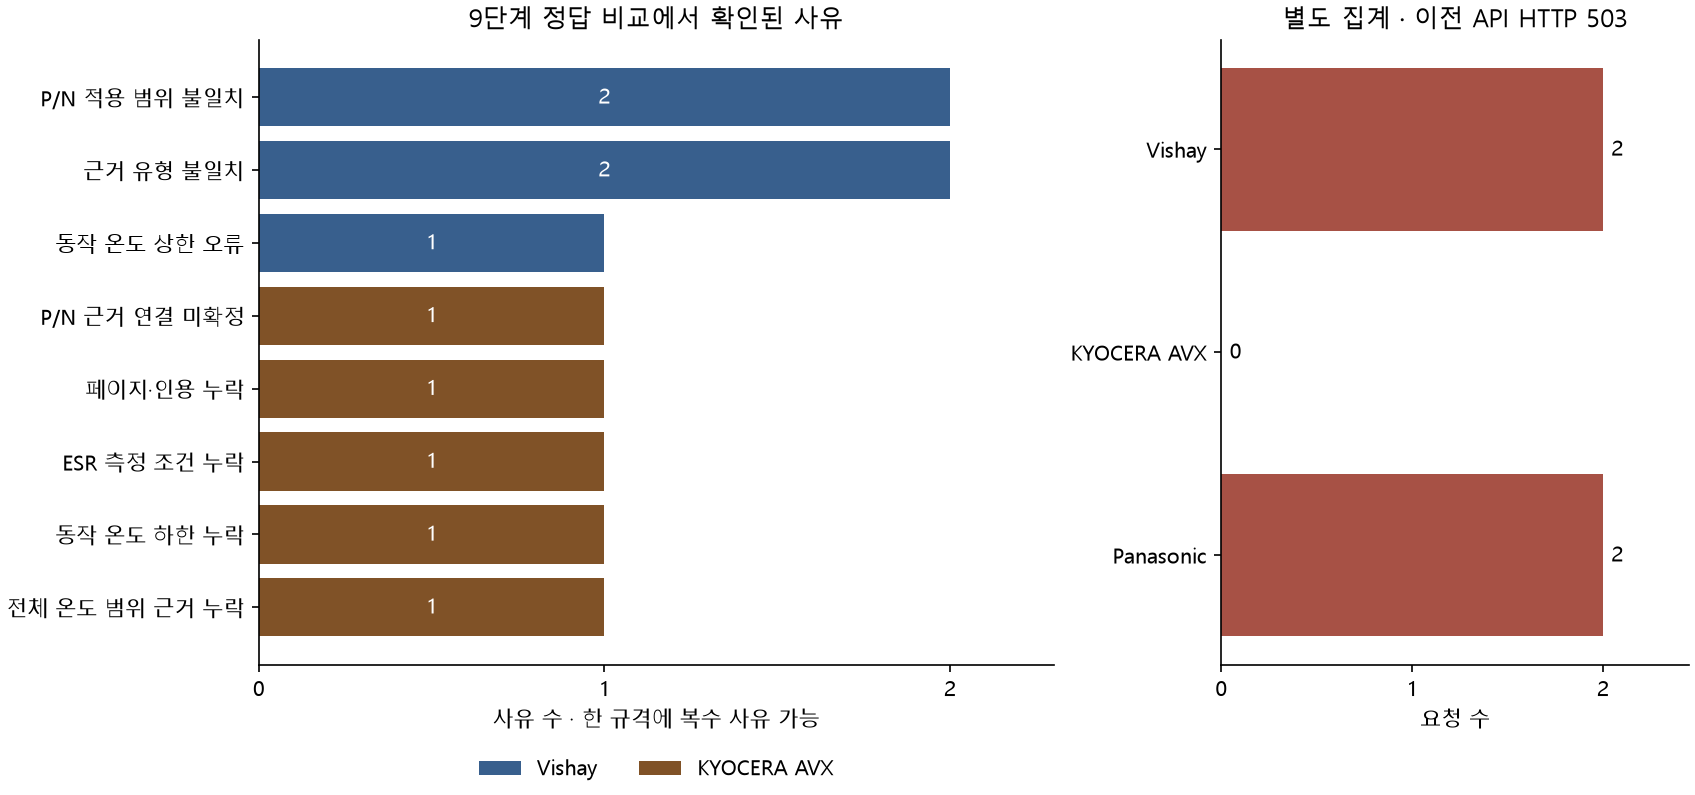 9단계 정답 비교에서 확인된 사유
P/N 적용 범위 불일치
2
근거 유형 불일치
2
동작 온도 상한 오류
1
P/N 근거 연결 미확정
1
페이지·인용 누락
1
ESR 측정 조건 누락
1
동작 온도 하한 누락
1
전체 온도 범위 근거 누락
1
0 1 2
사유 수 · 한 규격에 복수 사유 가능
Vishay KYOCERA AVX
별도 집계 · 이전 API HTTP 503
Vishay
2
KYOCERA AVX
0
Panasonic
2
0 1 2
요청 수